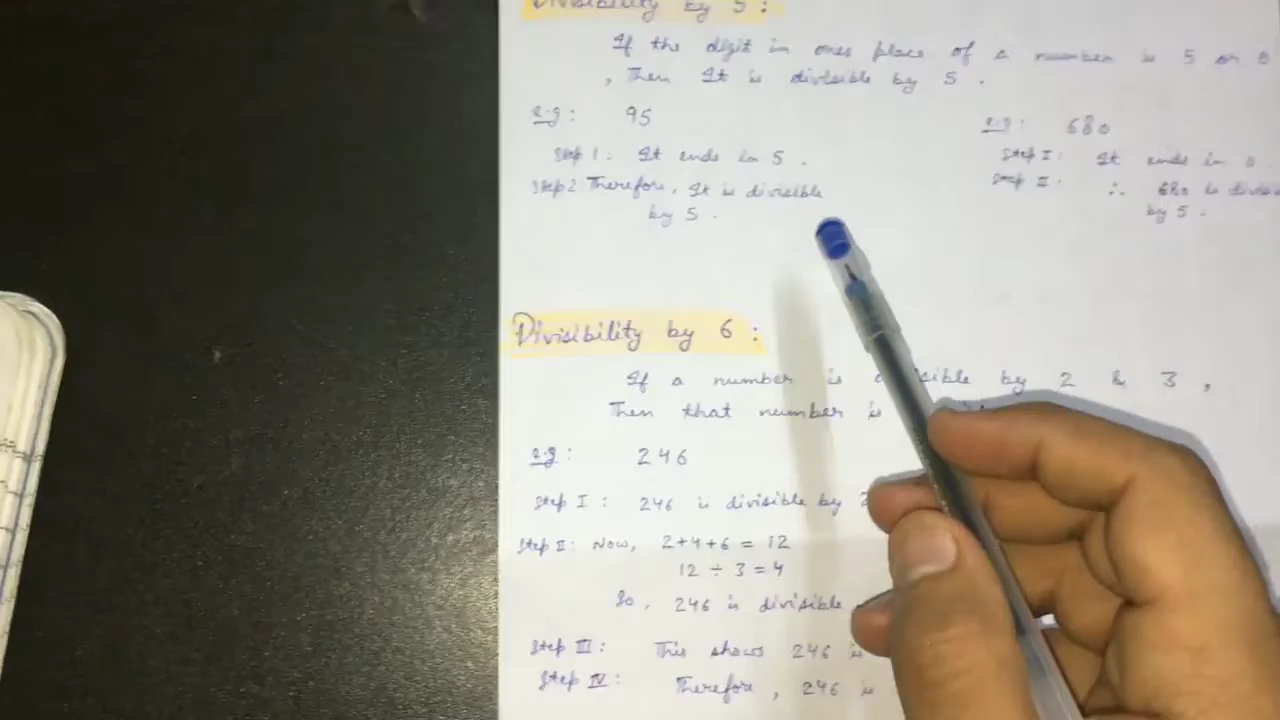 Divisibility by 5 :
If the digit in ones place of a number is 5 or 0
, Then It is divisible by 5 .
e.g : 95
Step 1 : It ends in 5 .
Step 2 Therefore, It is divisible
by 5 .
e.g : 680
Step I : It ends in 0
Step II . ∴ 680 is
by 5 .
Divisibility by 6 :
If a number is by 2 & 3 ,
Then that number is
e.g : 246
Step I : 246 is divisible by 2
Step II : Now, 2+4+6 = 12
12 ÷ 3 = 4
So, 246 is divisible
Step III : This shows 246 is
Step IV : Therefore, 246 is